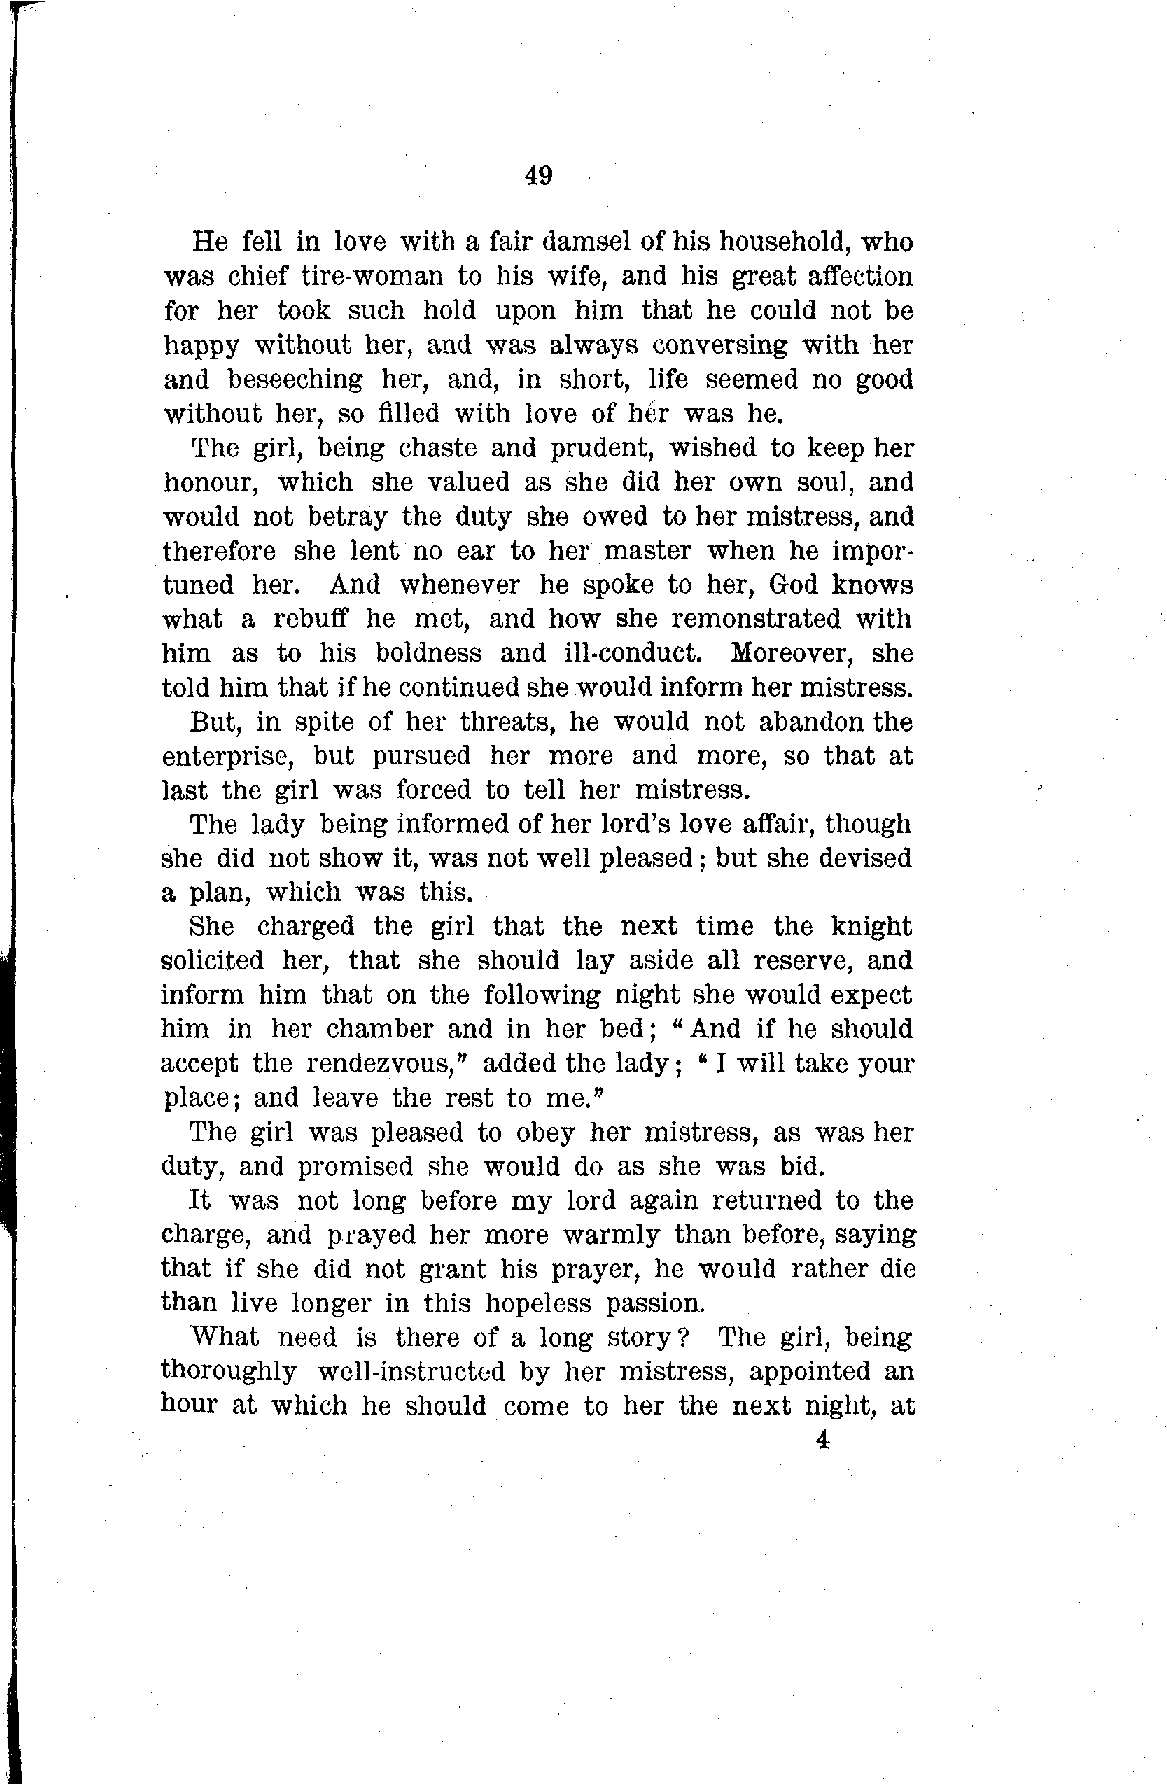 49
He fell in love with a fair damsel of his household, who
was chief tire-woman to his wife, and his great affection
for her took such hold upon him that he could not be
happy without her, and was always conversing with her
and beseeching her, and, in short, life seemed no good
without her, so filled with love of her was he.
The girl, being chaste and prudent, wished to keep her
honour, which she valued as she did her own soul, and
would not betray the duty she owed to her mistress, and
therefore she lent no ear to her master when he impor-
tuned her. And whenever he spoke to her, God knows
what a rebuff he met, and how she remonstrated with
him as to his boldness and ill-conduct. Moreover, she
told him that if he continued she would inform her mistress.
But, in spite of her threats, he would not abandon the
enterprise, but pursued her more and more, so that at
last the girl was forced to tell her mistress.
The lady being informed of her lord's love affair, though
she did not show it, was not well pleased; but she devised
a plan, which was this.
She charged the girl that the next time the knight
solicited her, that she should lay aside all reserve, and
inform him that on the following night she would expect
him in her chamber and in her bed; "And if he should
accept the rendezvous," added the lady; "I will take your
place; and leave the rest to me."
The girl was pleased to obey her mistress, as was her
duty, and promised she would do as she was bid.
It was not long before my lord again returned to the
charge, and prayed her more warmly than before, saying
that if she did not grant his prayer, he would rather die
than live longer in this hopeless passion.
What need is there of a long story? The girl, being
thoroughly well-instructed by her mistress, appointed an
hour at which he should come to her the next night, at
4